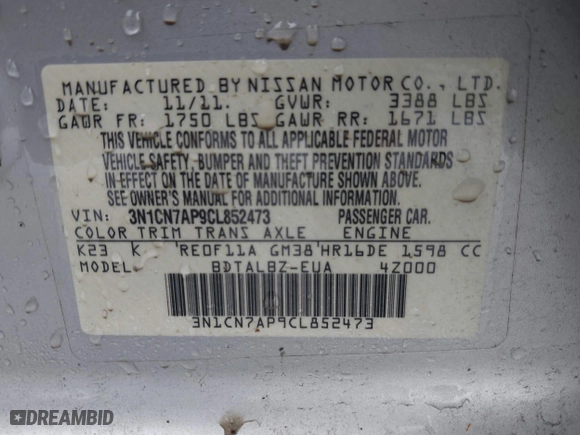 MANUFACTURED BY NISSAN MOTOR CO., LTD.
DATE: 11/11. GVWR: 3388 LBS
GAWR FR: 1750 LBS GAWR RR: 1671 LBS
THIS VEHICLE CONFORMS TO ALL APPLICABLE FEDERAL MOTOR
VEHICLE SAFETY, BUMPER AND THEFT PREVENTION STANDARDS
IN EFFECT ON THE DATE OF MANUFACTURE SHOWN ABOVE.
SEE OWNER'S MANUAL FOR ADDITIONAL INFORMATION.
VIN: 3N1CN7AP9CL852473 PASSENGER CAR.
COLOR TRIM TRANS AXLE ENGINE
K23 K 'RE0F11A GM38'HR16DE 1,598 CC
MODEL BDTALBZ-EUA 4Z000
3N1CN7AP9CL852473
DREAMBID